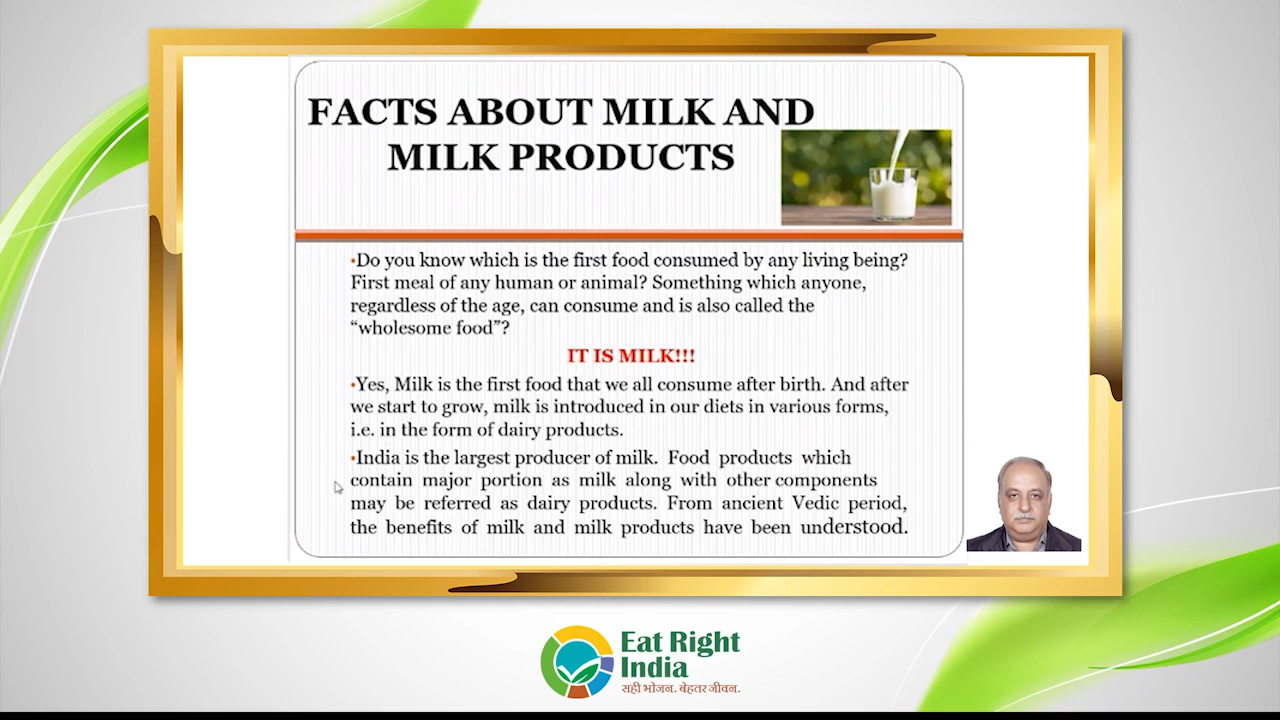 FACTS ABOUT MILK AND
MILK PRODUCTS
•Do you know which is the first food consumed by any living being?
First meal of any human or animal? Something which anyone,
regardless of the age, can consume and is also called the
“wholesome food”?
IT IS MILK!!!
•Yes, Milk is the first food that we all consume after birth. And after
we start to grow, milk is introduced in our diets in various forms,
i.e. in the form of dairy products.
•India is the largest producer of milk. Food products which
contain major portion as milk along with other components
may be referred as dairy products. From ancient Vedic period,
the benefits of milk and milk products have been understood.
Eat Right
India
सही भोजन. बेहतर जीवन.